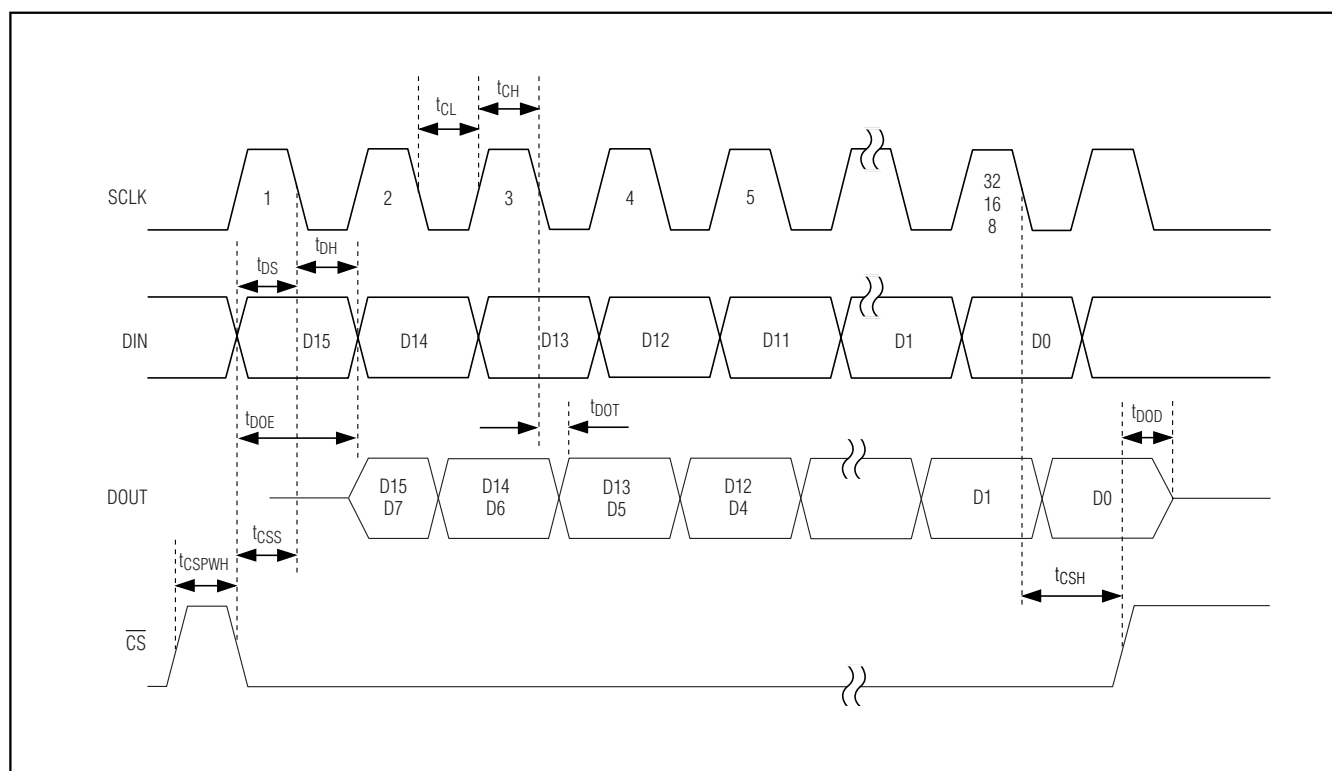 tCL
tCH
SCLK
1
2
3
4
5
32
16
8
tDS
tDH
DIN
D15
D14
D13
D12
D11
D1
D0
tDOE
tDOT
tDOD
DOUT
D15
D7
D14
D6
D13
D5
D12
D4
D1
D0
tCSPWH
tCSS
tCSH
CS